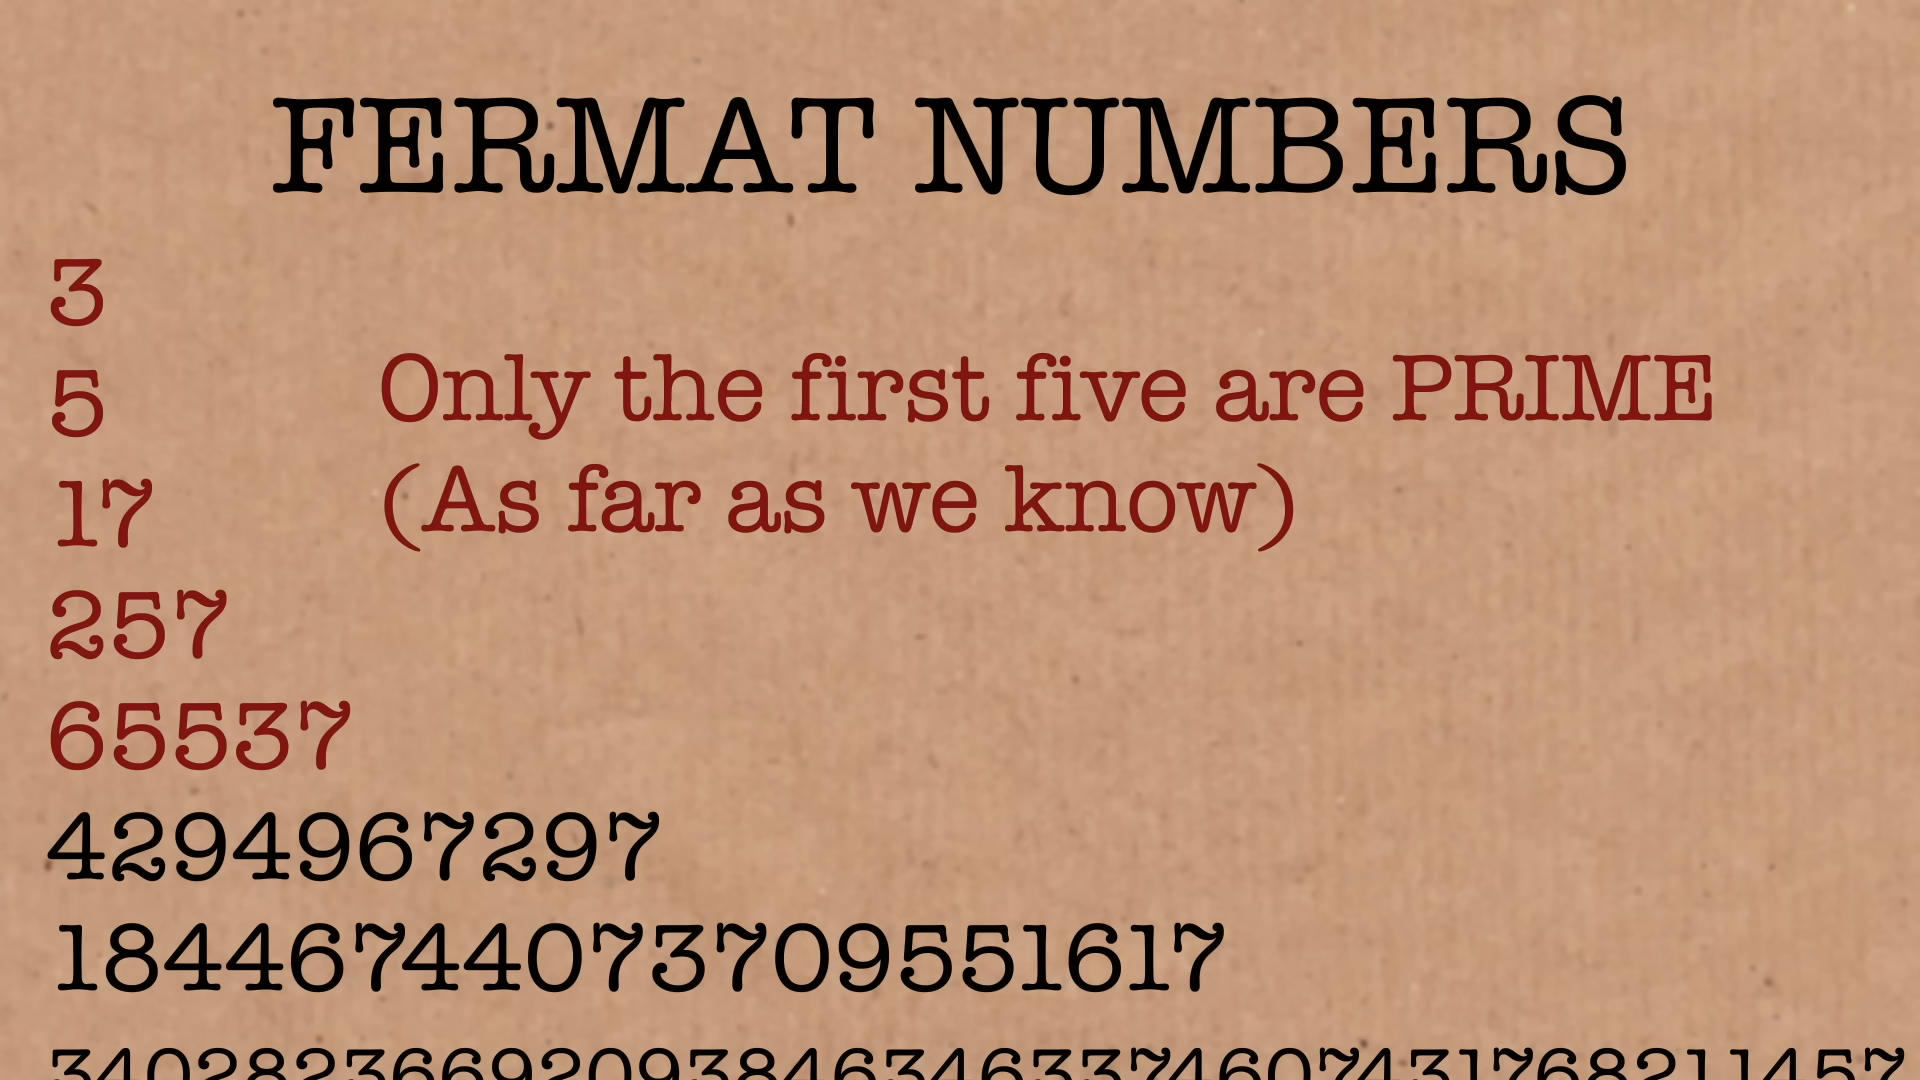 FERMAT NUMBERS
3
5
Only the first five are PRIME
17
(As far as we know)
257
65537
4294967297
18446744073709551617
340282366920938463463374607431768211457